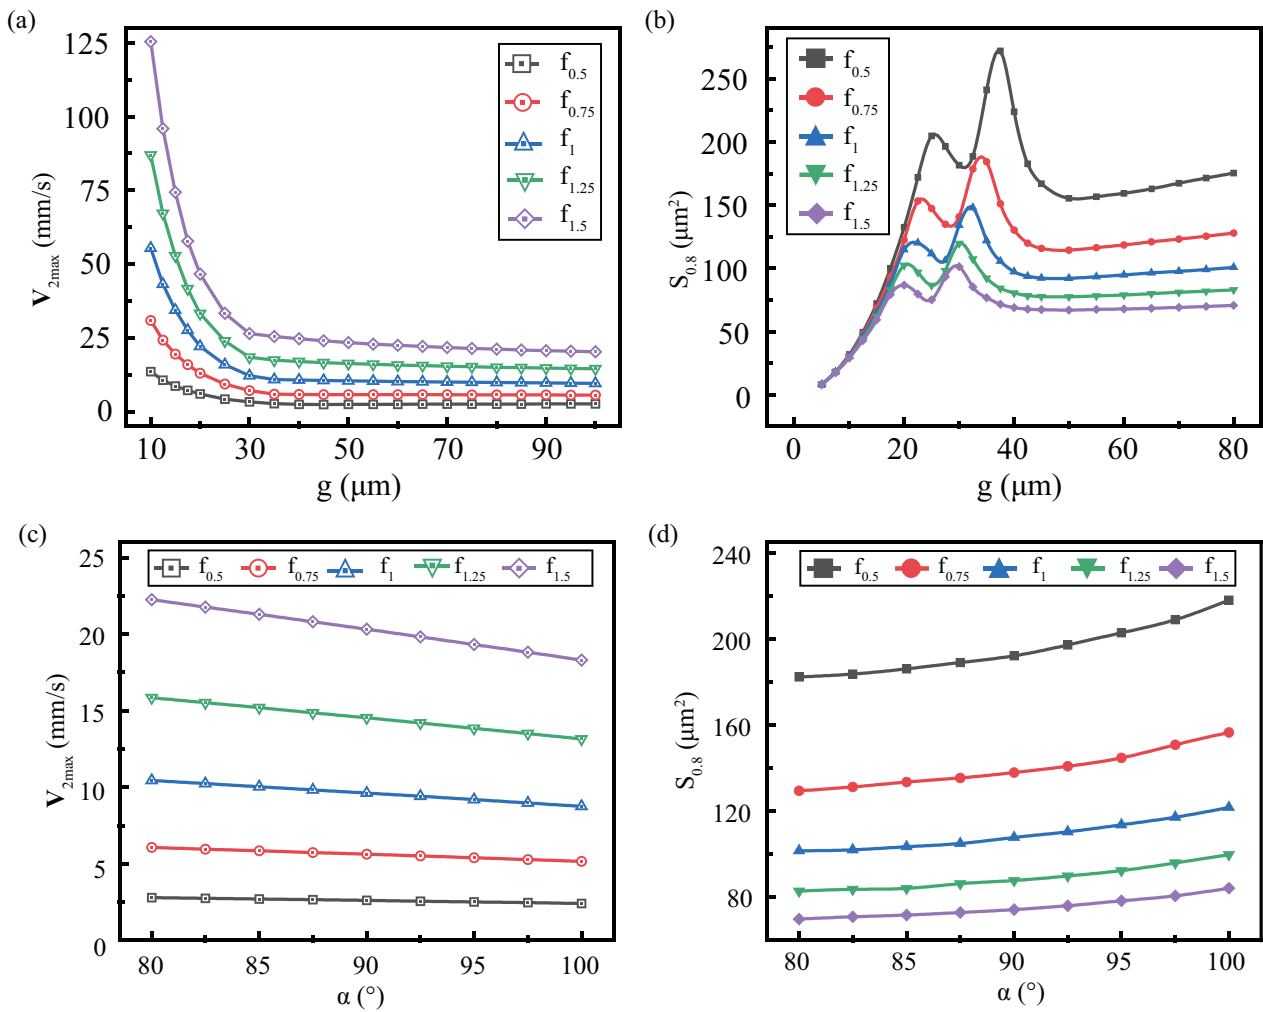 (a)
125
100
75
50
25
0
V2max (mm/s)
f0.5
f0.75
f1
f1.25
f1.5
10
30
50
70
90
g (μm)
(b)
250
200
150
100
50
0
S0.8 (μm²)
f0.5
f0.75
f1
f1.25
f1.5
0
20
40
60
80
g (μm)
(c)
25
20
15
10
5
0
V2max (mm/s)
f0.5 f0.75 f1 f1.25 f1.5
80
85
90
95
100
α (°)
(d)
240
200
160
120
80
S0.8 (μm²)
f0.5 f0.75 f1 f1.25 f1.5
80
85
90
95
100
α (°)